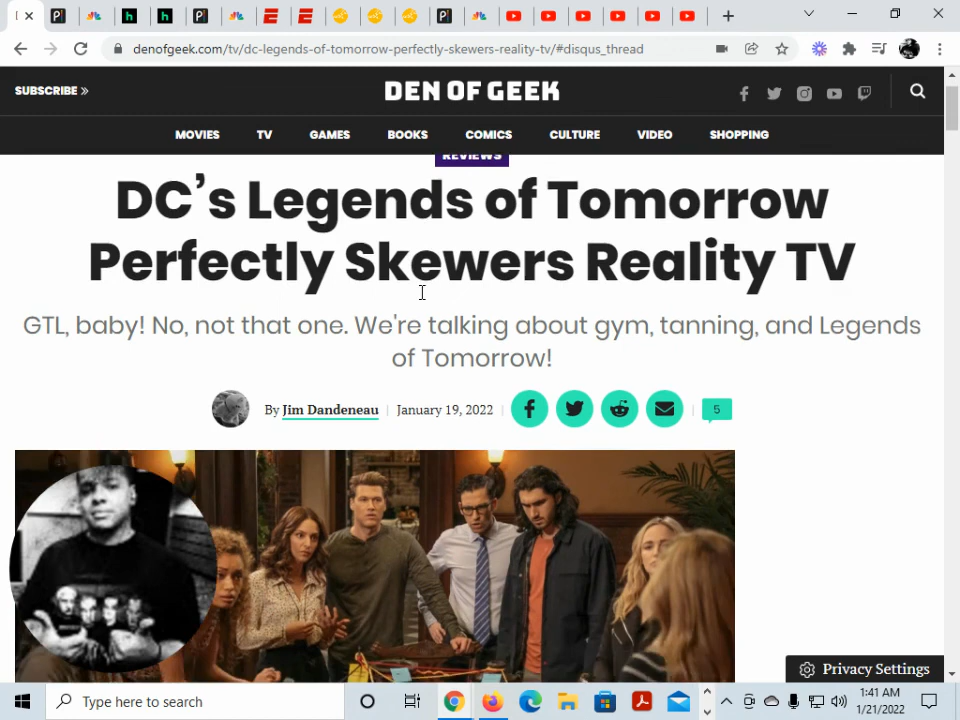 denofgeek.com/tv/dc-legends-of-tomorrow-perfectly-skewers-reality-tv/#disqus_thread
SUBSCRIBE »
DEN OF GEEK
MOVIES TV GAMES BOOKS COMICS CULTURE VIDEO SHOPPING
REVIEWS
DC's Legends of Tomorrow
Perfectly Skewers Reality TV
GTL, baby! No, not that one. We're talking about gym, tanning, and Legends
of Tomorrow!
By Jim Dandeneau | January 19, 2022 | 5
Privacy Settings
Type here to search
1:41 AM
1/21/2022